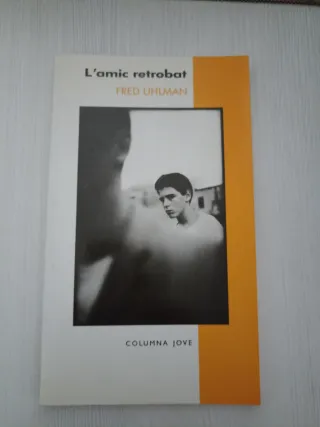 L'amic retrobat
FRED UHLMAN
COLUMNA JOVE